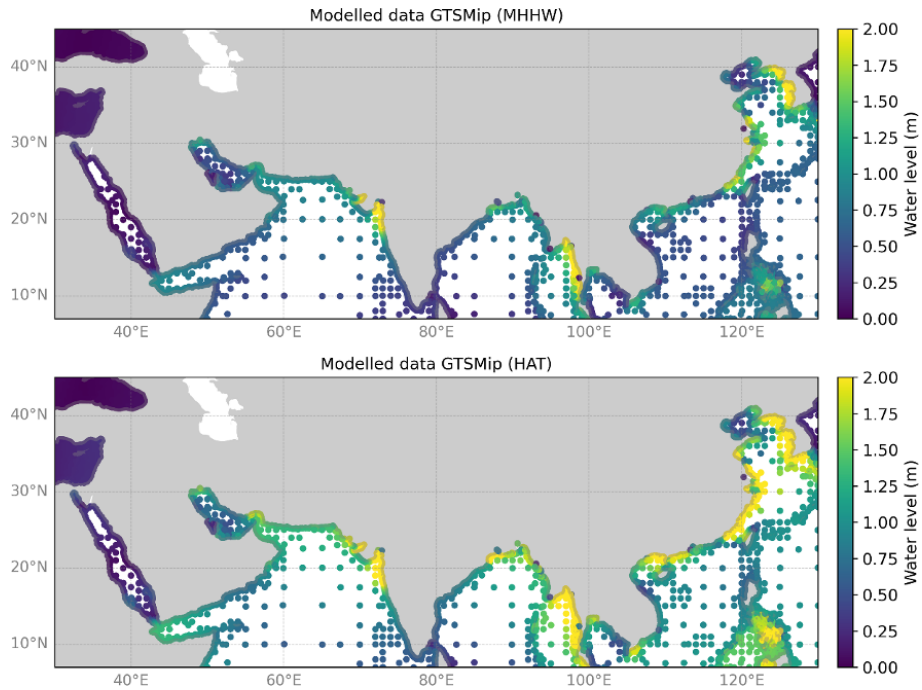 Modelled data GTSMip (MHHW)
40°N
30°N
20°N
10°N
40°E 60°E 80°E 100°E 120°E
2.00
1.75
1.50
1.25
1.00
0.75
0.50
0.25
0.00
Water level (m)
Modelled data GTSMip (HAT)
40°N
30°N
20°N
10°N
40°E 60°E 80°E 100°E 120°E
2.00
1.75
1.50
1.25
1.00
0.75
0.50
0.25
0.00
Water level (m)